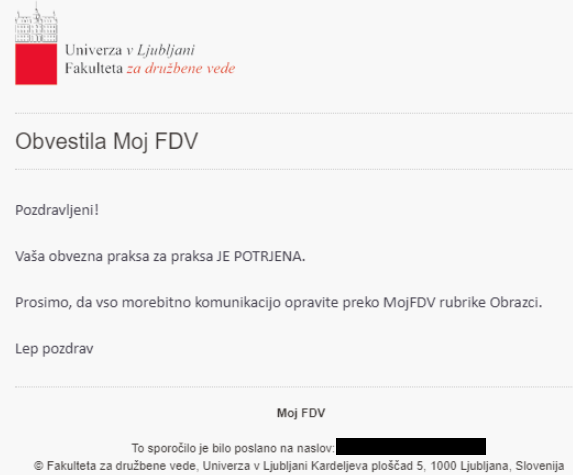 Univerza v Ljubljani
Fakulteta za družbene vede
Obvestila Moj FDV
Pozdravljeni!
Vaša obvezna praksa za praksa JE POTRJENA.
Prosimo, da vso morebitno komunikacijo opravite preko MojFDV rubrike Obrazci.
Lep pozdrav
Moj FDV
To sporočilo je bilo poslano na naslov:
© Fakulteta za družbene vede, Univerza v Ljubljani Kardeljeva ploščad 5, 1000 Ljubljana, Slovenija